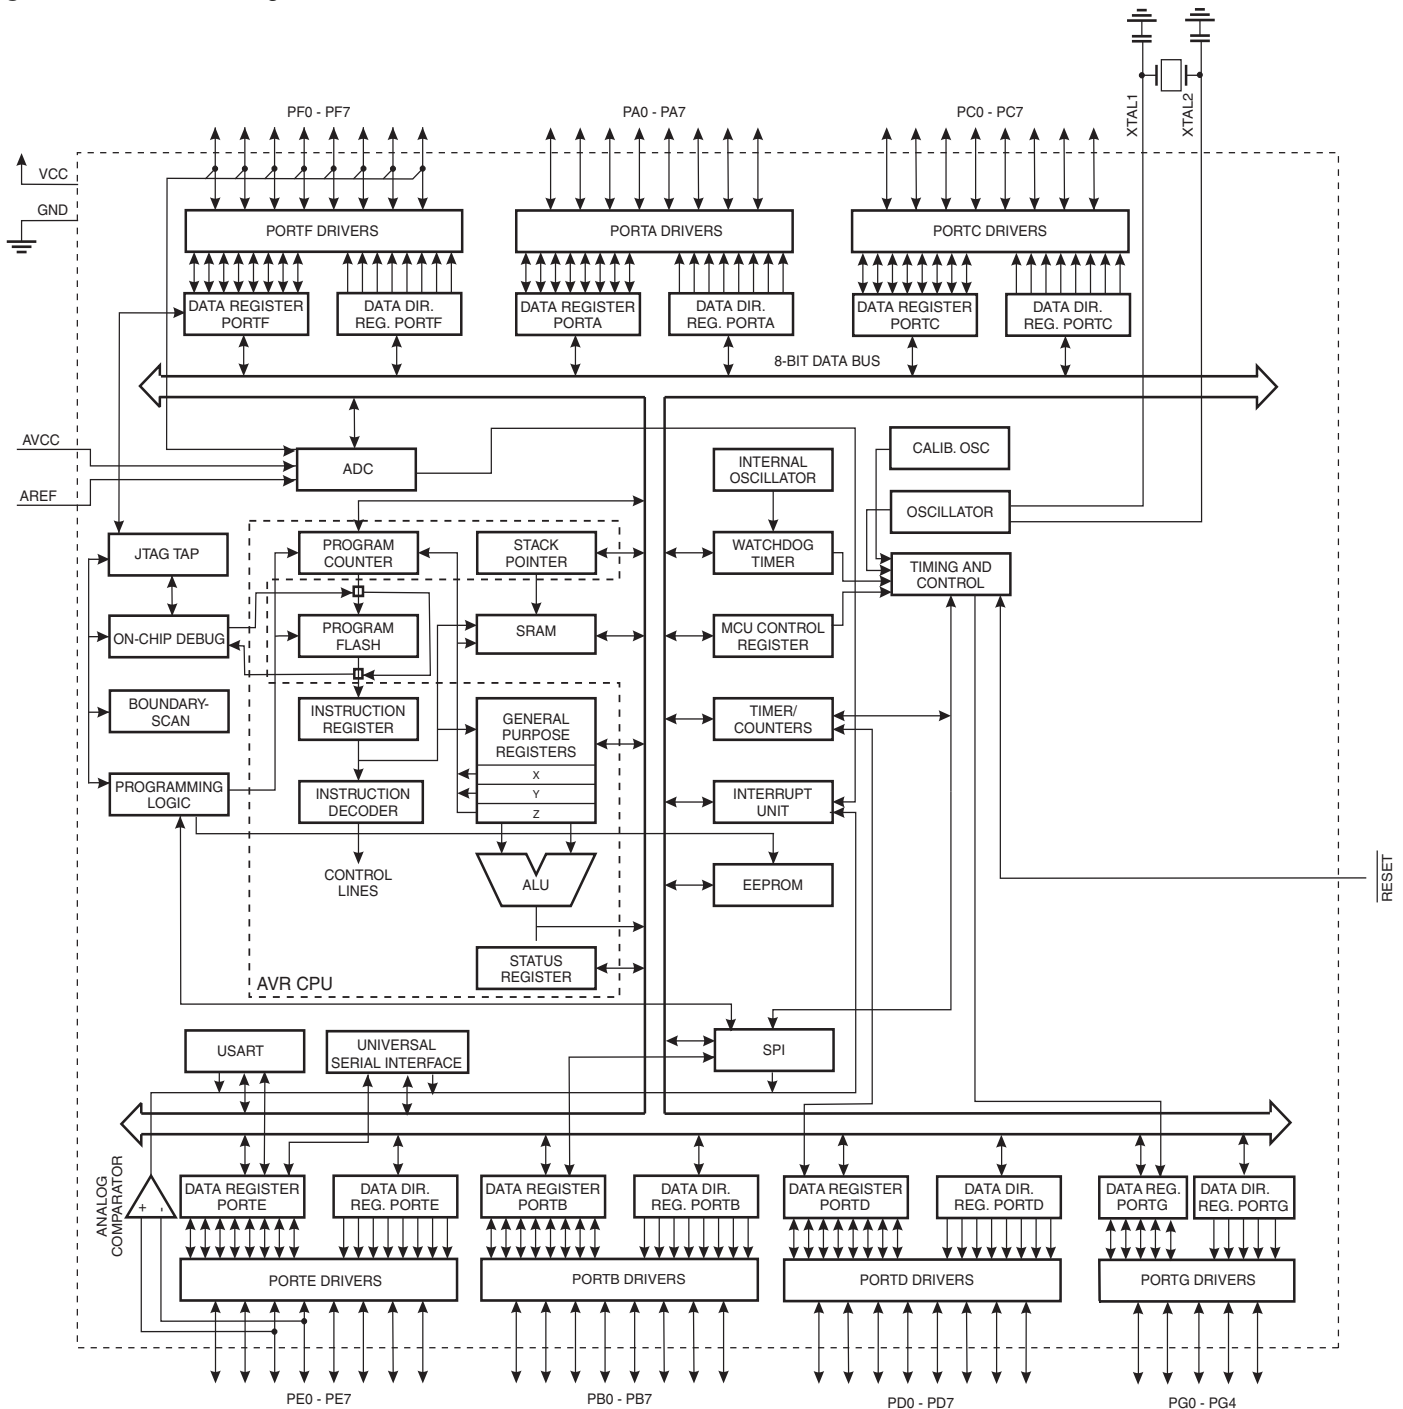 XTAL1
XTAL2
PF0 - PF7
PA0 - PA7
PC0 - PC7
VCC
GND
PORTF DRIVERS
PORTA DRIVERS
PORTC DRIVERS
DATA REGISTER
PORTF
DATA DIR.
REG. PORTF
DATA REGISTER
PORTA
DATA DIR.
REG. PORTA
DATA REGISTER
PORTC
DATA DIR.
REG. PORTC
8-BIT DATA BUS
AVCC
AREF
ADC
INTERNAL
OSCILLATOR
CALIB. OSC
OSCILLATOR
JTAG TAP
PROGRAM
COUNTER
STACK
POINTER
WATCHDOG
TIMER
TIMING AND
CONTROL
ON-CHIP DEBUG
PROGRAM
FLASH
SRAM
MCU CONTROL
REGISTER
BOUNDARY-
SCAN
INSTRUCTION
REGISTER
GENERAL
PURPOSE
REGISTERS
X
Y
Z
TIMER/
COUNTERS
PROGRAMMING
LOGIC
INSTRUCTION
DECODER
INTERRUPT
UNIT
CONTROL
LINES
ALU
EEPROM
RESET
STATUS
REGISTER
AVR CPU
USART
UNIVERSAL
SERIAL INTERFACE
SPI
ANALOG
COMPARATOR
+ -
DATA REGISTER
PORTE
DATA DIR.
REG. PORTE
DATA REGISTER
PORTB
DATA DIR.
REG. PORTB
DATA REGISTER
PORTD
DATA DIR.
REG. PORTD
DATA REG.
PORTG
DATA DIR.
REG. PORTG
PORTE DRIVERS
PORTB DRIVERS
PORTD DRIVERS
PORTG DRIVERS
PE0 - PE7
PB0 - PB7
PD0 - PD7
PG0 - PG4